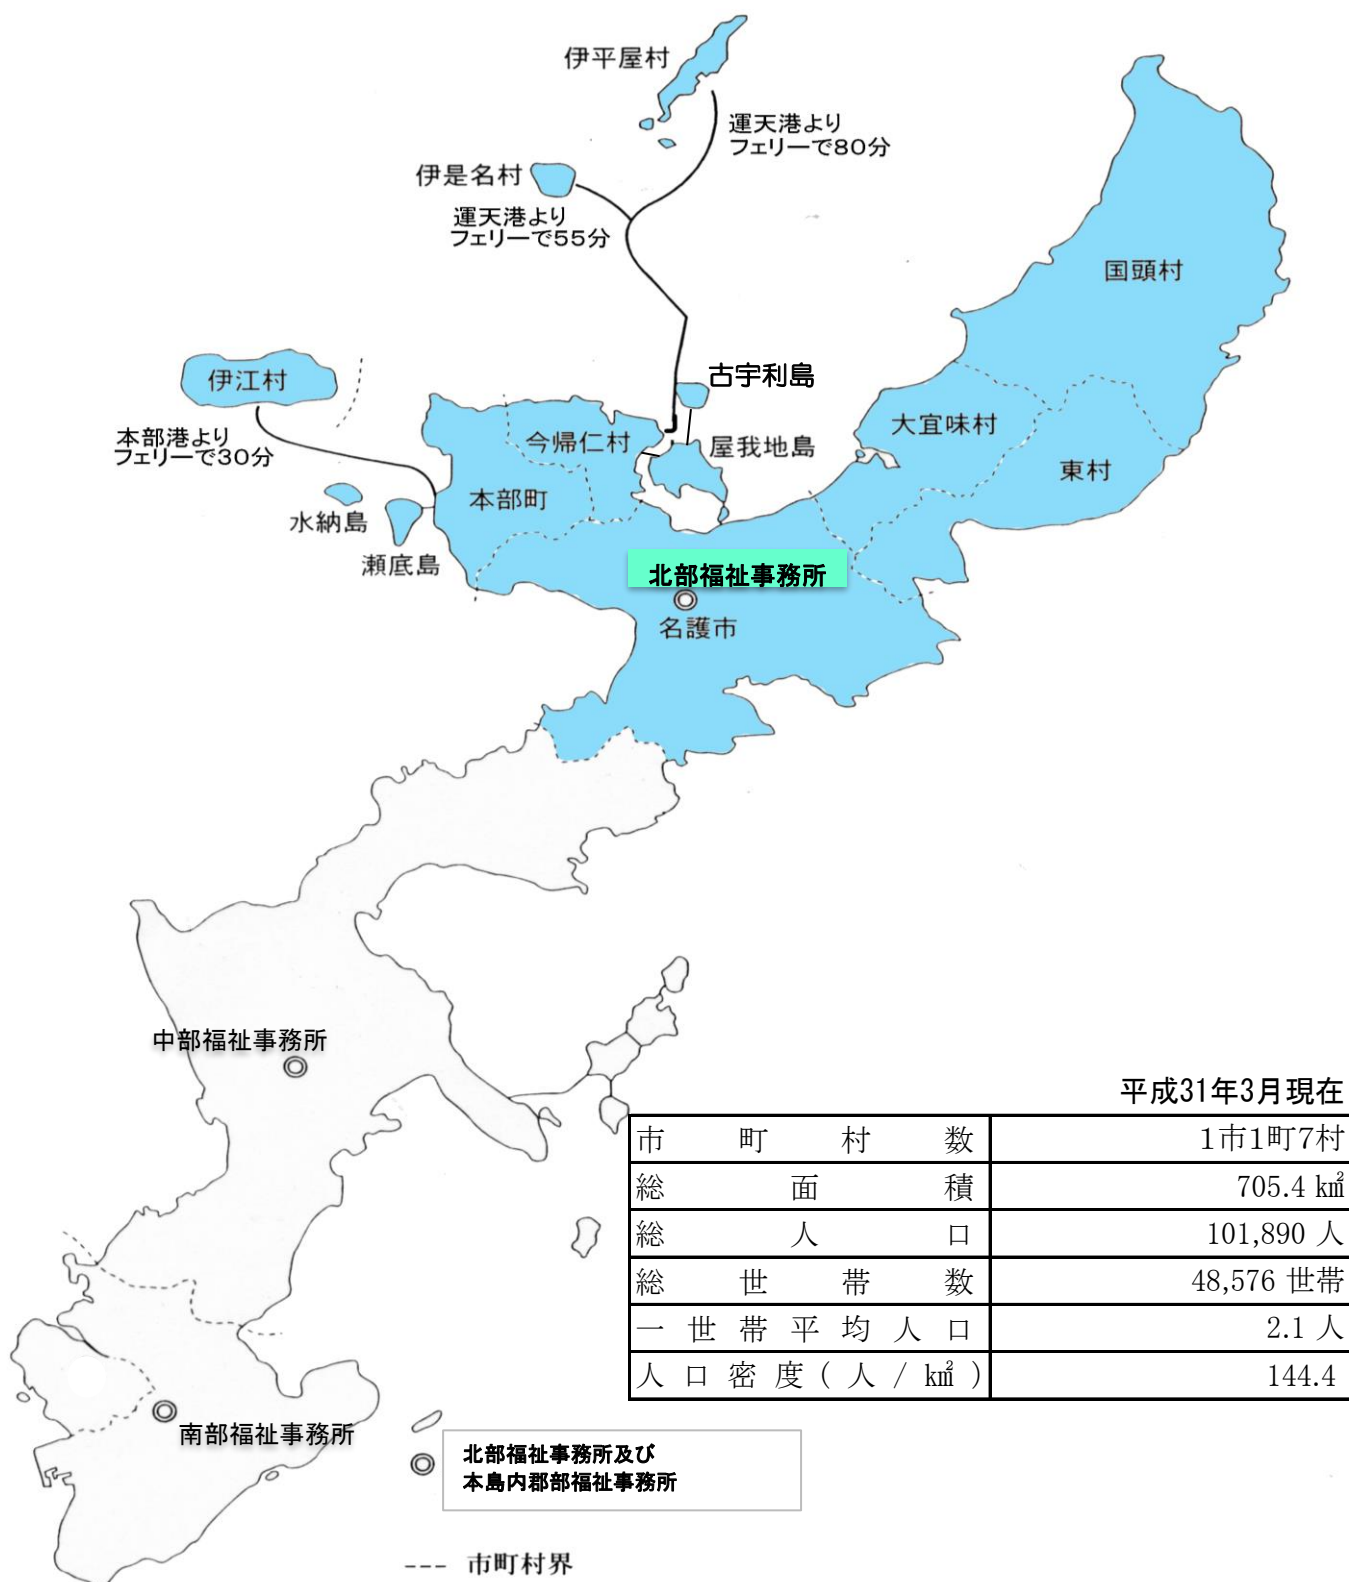 伊平屋村
運天港より
フェリーで80分
伊是名村
運天港より
フェリーで55分
国頭村
伊江村
古宇利島
本部港より
フェリーで30分
今帰仁村
屋我地島
大宜味村
東村
本部町
水納島
瀬底島
北部福祉事務所
名護市
中部福祉事務所
平成31年3月現在
市町村数 1市1町7村
総面積 705.4 ㎢
総人口 101,890 人
総世帯数 48,576 世帯
一世帯平均人口 2.1 人
人口密度(人/㎢) 144.4
南部福祉事務所
北部福祉事務所及び
本島内郡部福祉事務所
市町村界